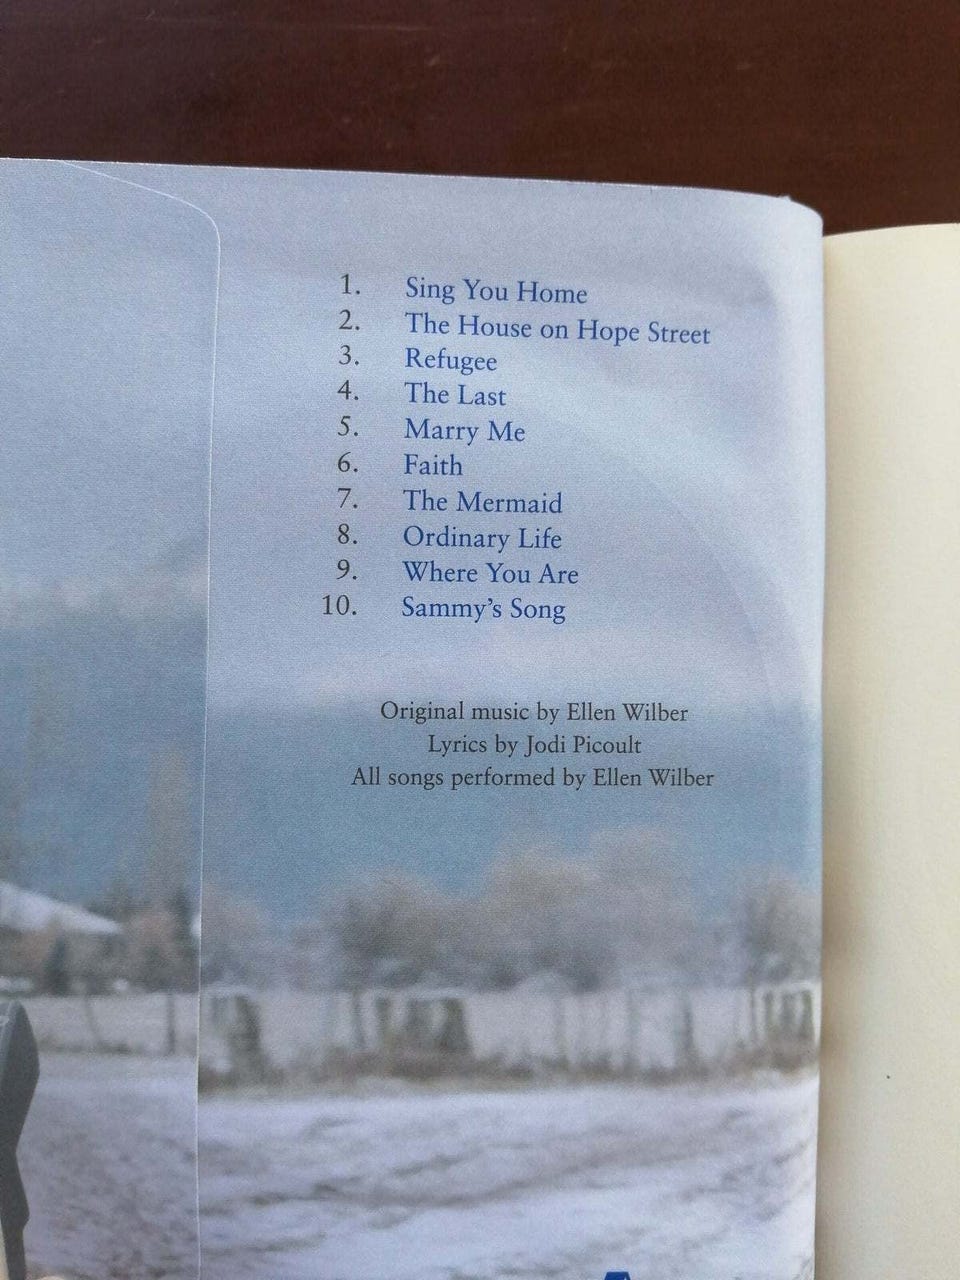 1. Sing You Home
2. The House on Hope Street
3. Refugee
4. The Last
5. Marry Me
6. Faith
7. The Mermaid
8. Ordinary Life
9. Where You Are
10. Sammy's Song
Original music by Ellen Wilber
Lyrics by Jodi Picoult
All songs performed by Ellen Wilber